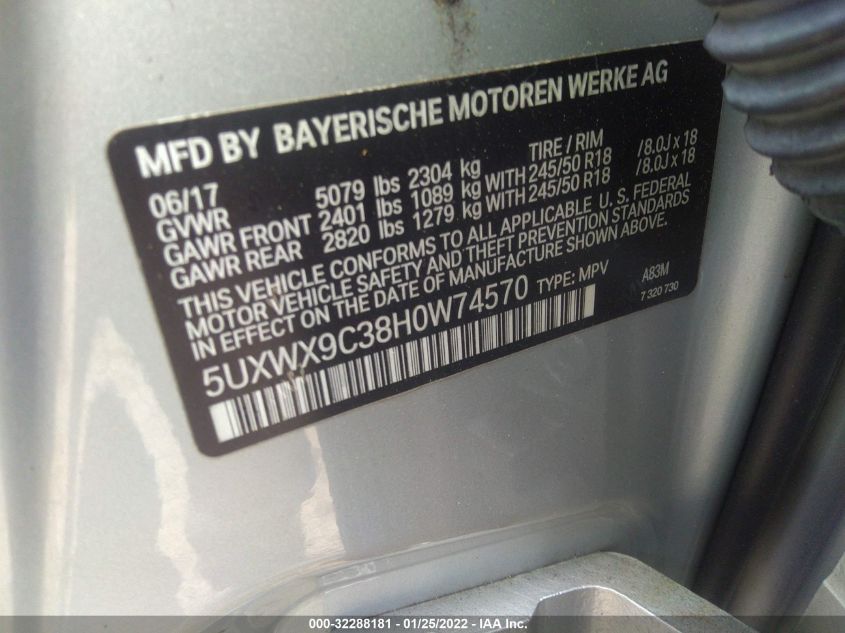 MFD BY BAYERISCHE MOTOREN WERKE AG
06/17 TIRE / RIM
GVWR 5079 lbs 2304 kg
GAWR FRONT 2401 lbs 1089 kg WITH 245/50 R18 /8.0J x 18
GAWR REAR 2820 lbs 1279 kg WITH 245/50 R18 /8.0J x 18
THIS VEHICLE CONFORMS TO ALL APPLICABLE U. S. FEDERAL
MOTOR VEHICLE SAFETY AND THEFT PREVENTION STANDARDS
IN EFFECT ON THE DATE OF MANUFACTURE SHOWN ABOVE.
5UXWX9C38H0W74570 TYPE: MPV A83M
7 320 730
000-32288181 - 01/25/2022 - IAA Inc.